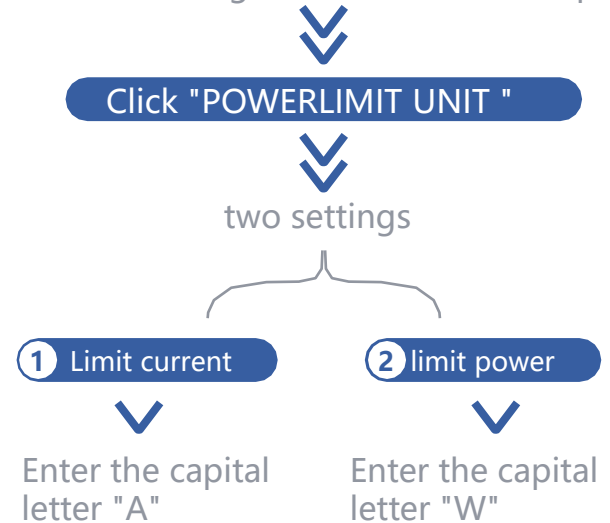 Click "POWERLIMIT UNIT "
two settings
1 Limit current
2 limit power
Enter the capital
letter "A"
Enter the capital
letter "W"